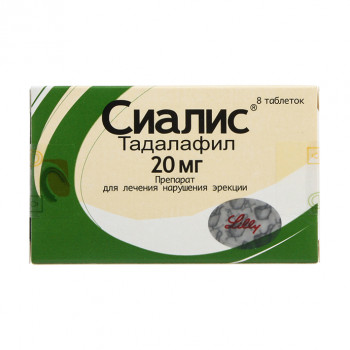 8 таблеток
Сиалис®
Тадалафил
20 мг
Препарат
для лечения нарушения эрекции
Lilly